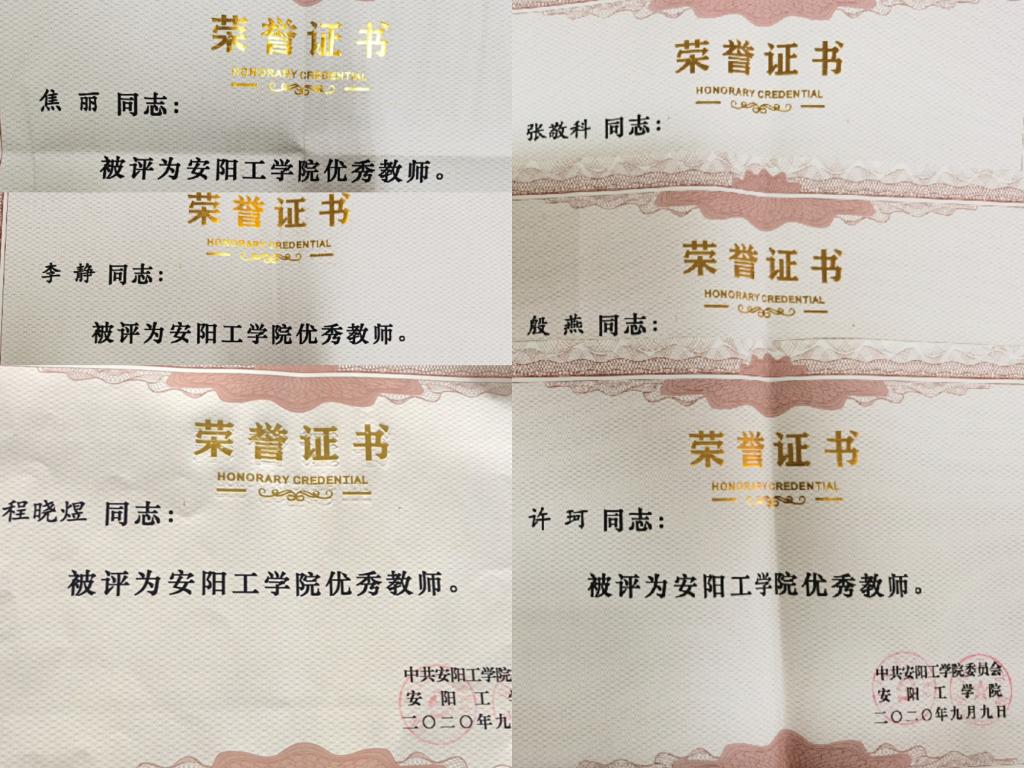 荣誉证书
HONORARY CREDENTIAL
焦丽同志：
被评为安阳工学院优秀教师。
荣誉证书
HONORARY CREDENTIAL
李静同志：
被评为安阳工学院优秀教师。
荣誉证书
HONORARY CREDENTIAL
程晓煜同志：
被评为安阳工学院优秀教师。
中共安阳工学院
安阳工学
二〇二〇年九
荣誉证书
HONORARY CREDENTIAL
张敬科同志：
荣誉证书
HONORARY CREDENTIAL
殷燕同志：
荣誉证书
HONORARY CREDENTIAL
许珂同志：
被评为安阳工学院优秀教师。
中共安阳工学院委员会
安阳工学院
二〇二〇年九月九日